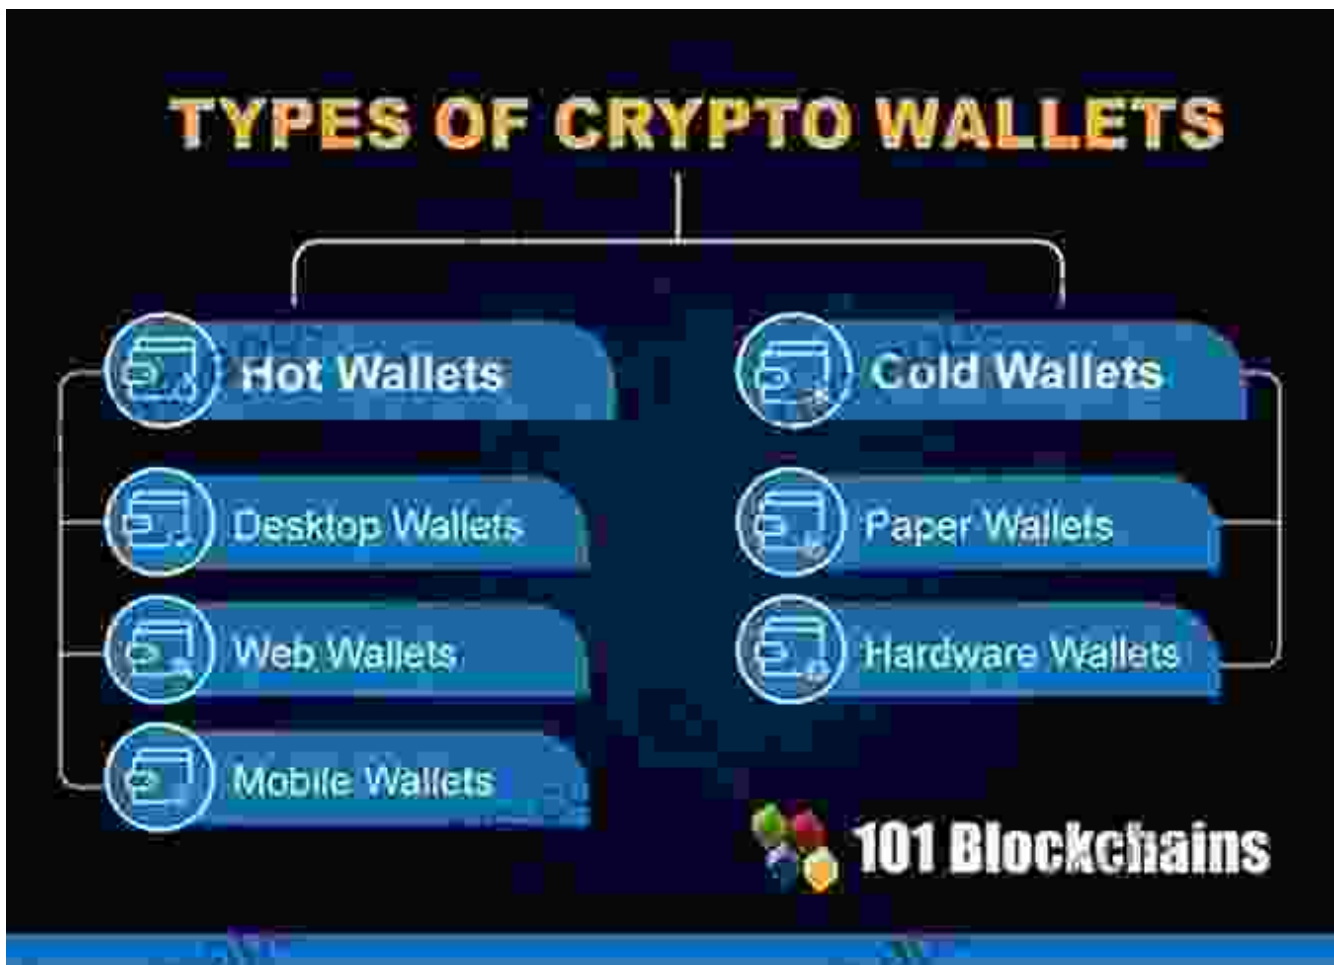 TYPES OF CRYPTO WALLETS
Hot Wallets
Desktop Wallets
Web Wallets
Mobile Wallets
Cold Wallets
Paper Wallets
Hardware Wallets
101 Blockchains